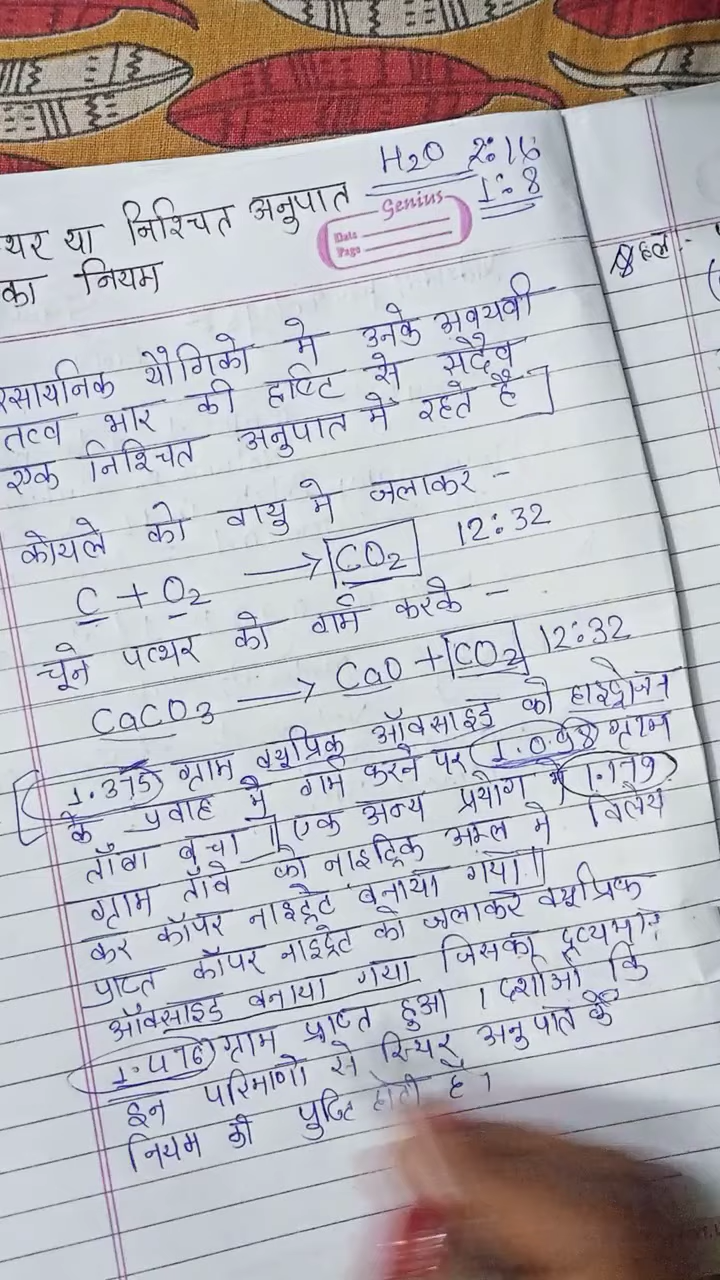 H2O 2:16
1:8
थर या निश्चित अनुपात
Genius
Date
Page
का नियम
हल :-
रसायनिक यौगिको मे उनके अवयवी
तत्व भार की दृष्टि से सदैव
एक निश्चित अनुपात में रहते है
कोयले को वायु मे जलाकर -
C + O2 → CO2 12:32
चूने पत्थर को गर्म करके -
CaCO3 → CaO + CO2 12:32
1.375 ग्राम क्यूप्रिक ऑक्साइड को हाइड्रोजन
के प्रवाह मे गर्म करने पर 1.098 ग्राम
ताँबा बचा । एक अन्य प्रयोग में 1.179
ग्राम ताँबे को नाइट्रिक अम्ल मे विलेय
कर कॉपर नाइट्रेट बनाया गया ।
प्राप्त कॉपर नाइट्रेट को जलाकर क्यूप्रिक
ऑक्साइड बनाया गया जिसका द्रव्यमान
1.476 ग्राम प्राप्त हुआ । दर्शाओ कि
इन परिमाणो से स्थिर अनुपात के
नियम की पुष्टि होती है ।